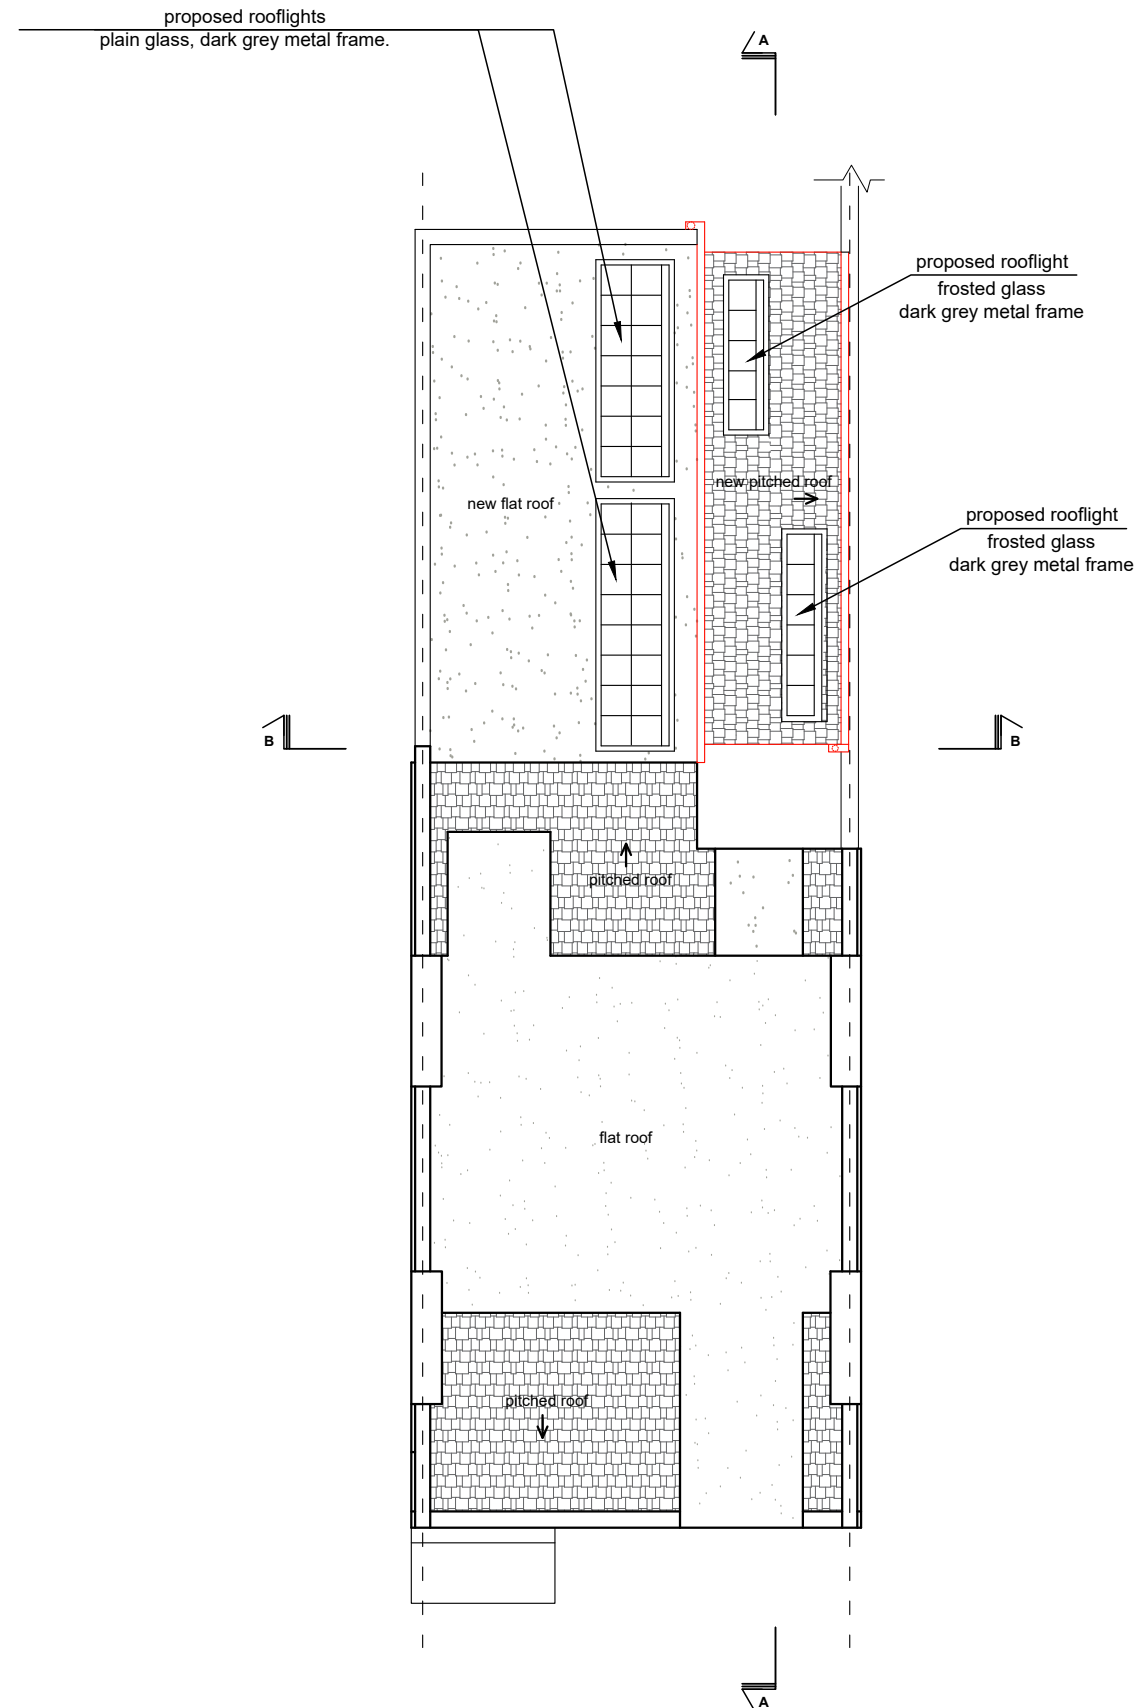 proposed rooflights
plain glass, dark grey metal frame.
A
proposed rooflight
frosted glass
dark grey metal frame
new pitched roof
new flat roof
proposed rooflight
frosted glass
dark grey metal frame
B
B
pitched roof
flat roof
pitched roof
A